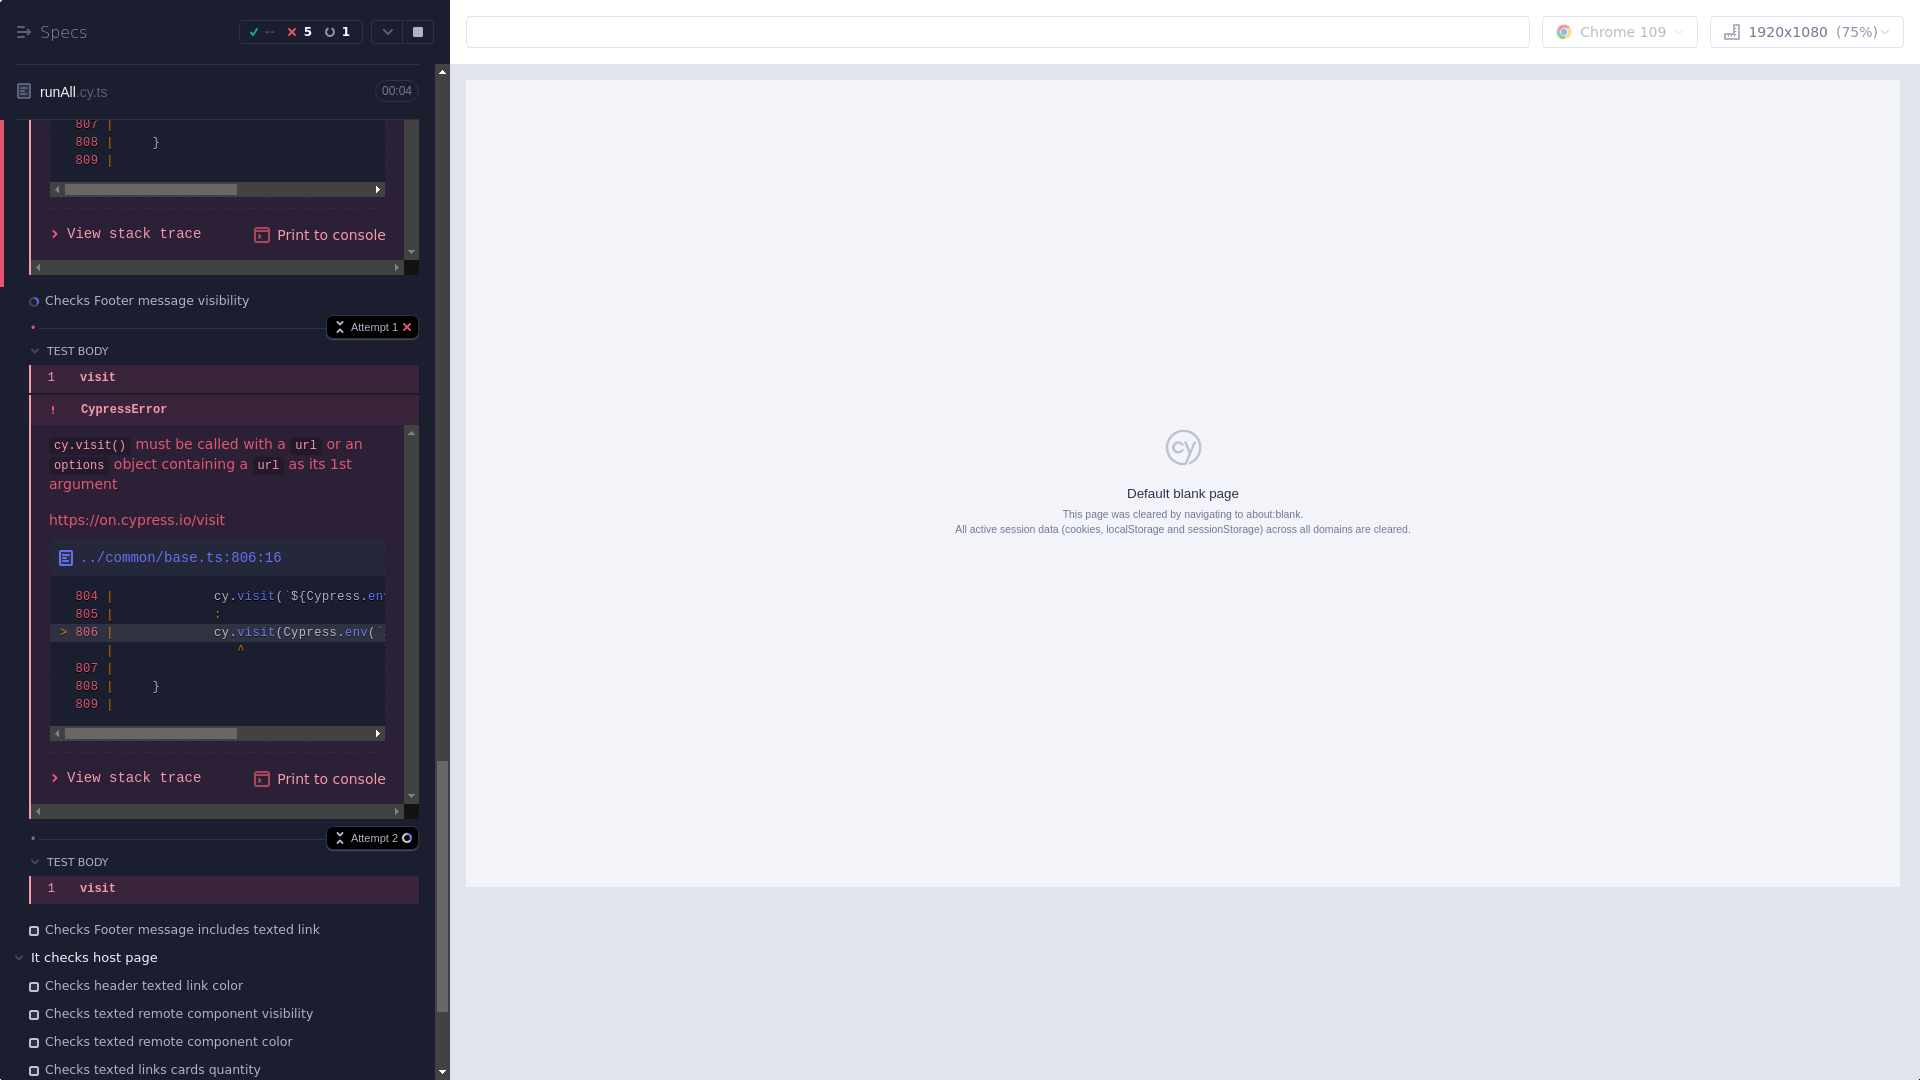 Specs
-- 5 1
Chrome 109
1920x1080 (75%)
runAll.cy.ts
00:04
807 |
808 | }
809 |
View stack trace
Print to console
Checks Footer message visibility
Attempt 1
TEST BODY
1 visit
! CypressError
cy.visit() must be called with a url or an
options object containing a url as its 1st
argument
https://on.cypress.io/visit
../common/base.ts:806:16
804 | cy.visit(`${Cypress.env
805 | :
> 806 | cy.visit(Cypress.env(`
| ^
807 |
808 | }
809 |
View stack trace
Print to console
Attempt 2
TEST BODY
1 visit
Checks Footer message includes texted link
It checks host page
Checks header texted link color
Checks texted remote component visibility
Checks texted remote component color
Checks texted links cards quantity
cy
Default blank page
This page was cleared by navigating to about:blank.
All active session data (cookies, localStorage and sessionStorage) across all domains are cleared.